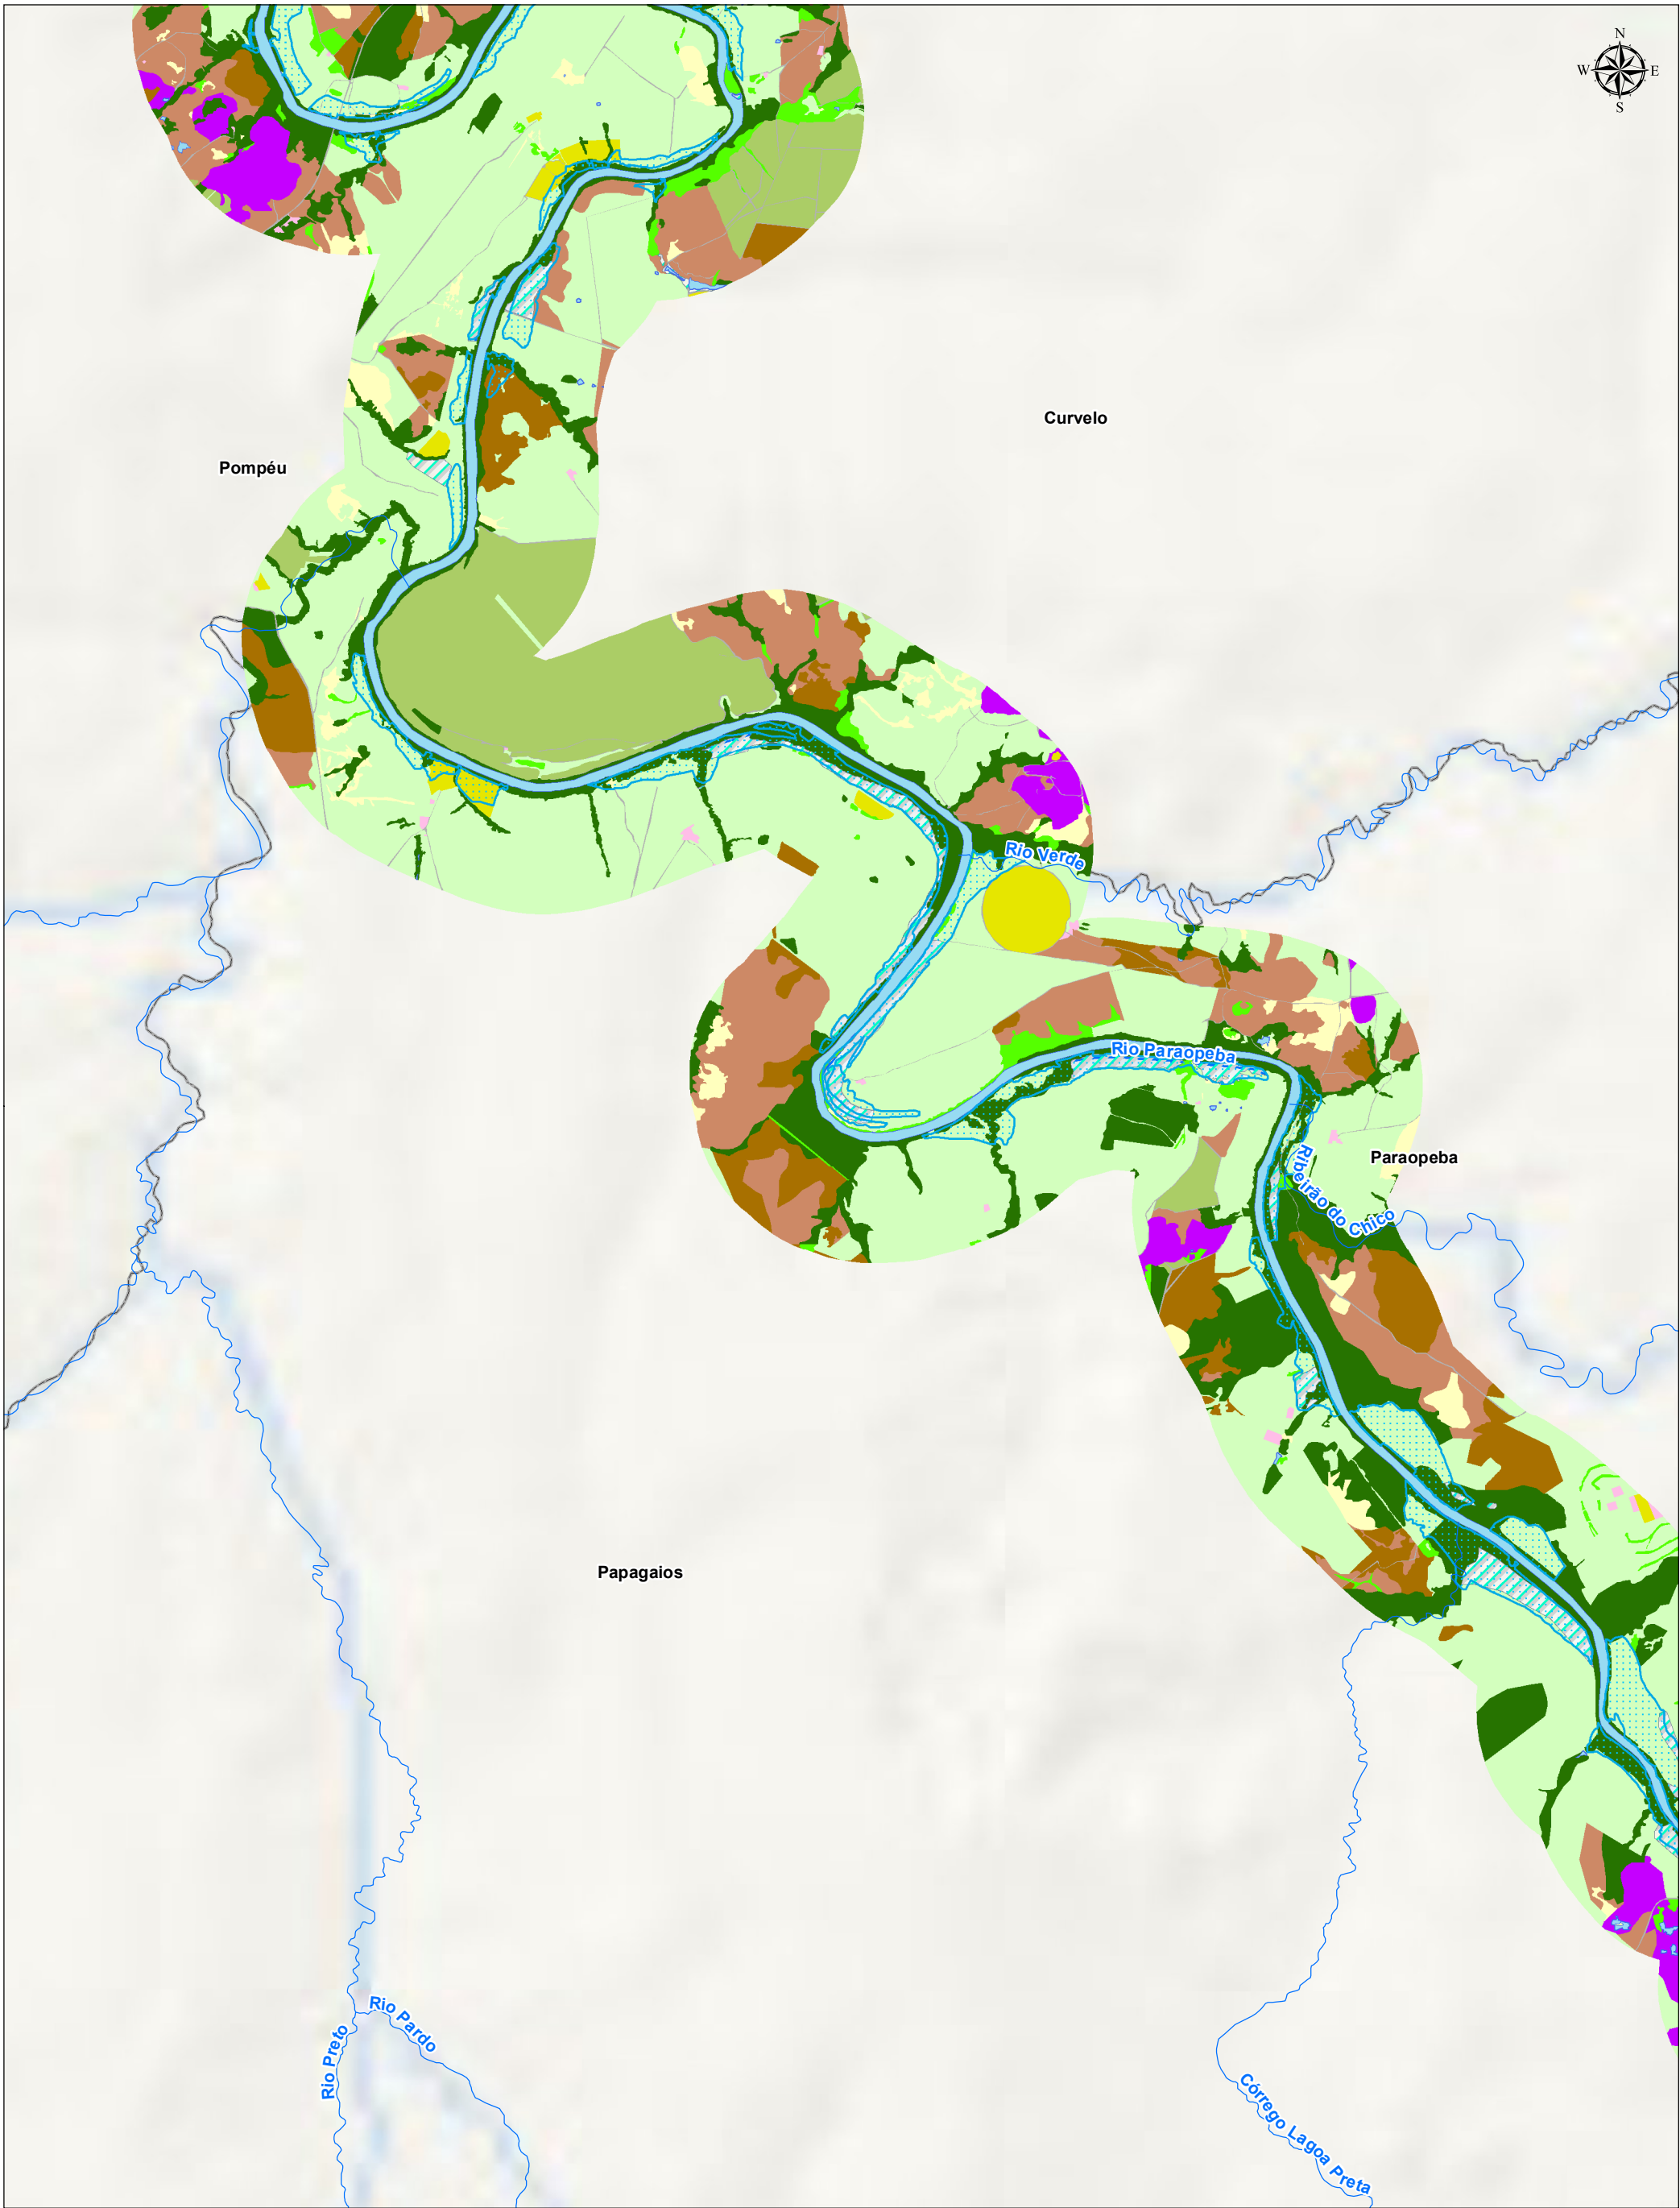 N
W E
S
Curvelo
Pompéu
Rio Verde
Rio Paraopeba
Paraopeba
Ribeirão do Chico
Papagaios
Rio Pardo
Rio Preto
Córrego Lagoa Preta